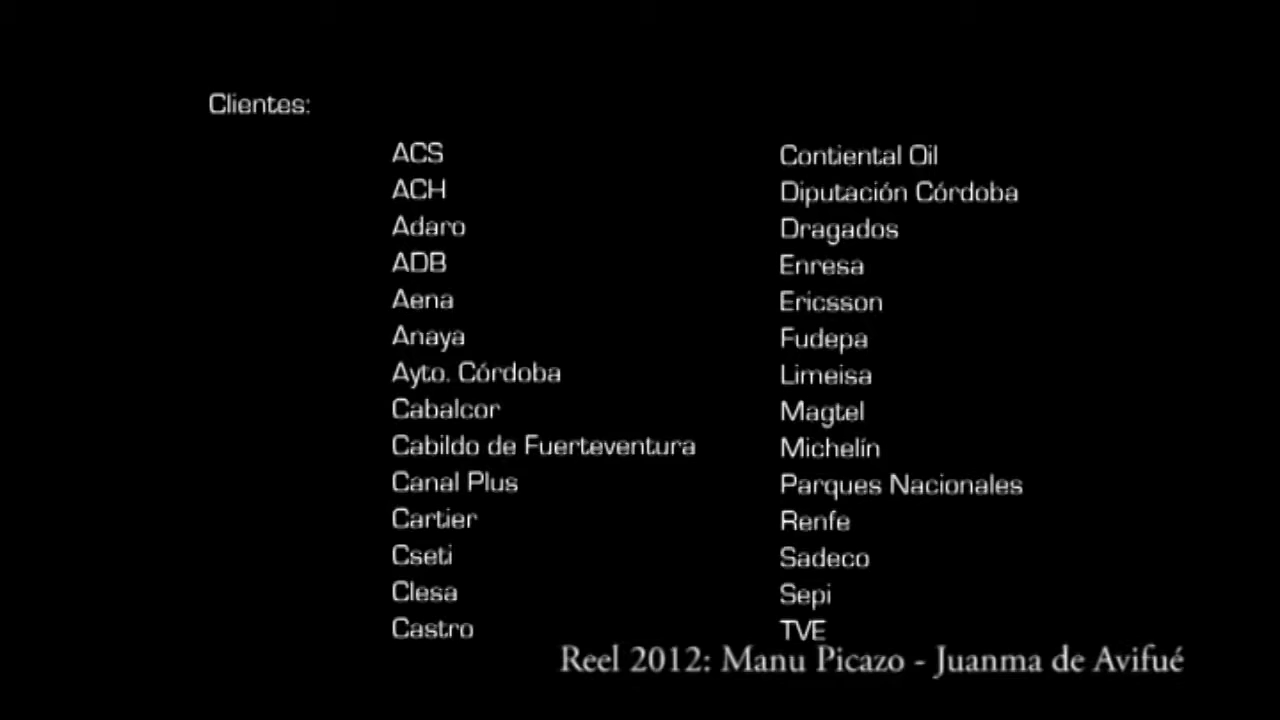 Clientes:
ACS
ACH
Adaro
ADB
Aena
Anaya
Ayto. Córdoba
Cabalcor
Cabildo de Fuerteventura
Canal Plus
Cartier
Cseti
Clesa
Castro
Contiental Oil
Diputación Córdoba
Dragados
Enresa
Ericsson
Fudepa
Limeisa
Magtel
Michelín
Parques Nacionales
Renfe
Sadeco
Sepi
TVE
Reel 2012: Manu Picazo - Juanma de Avifué